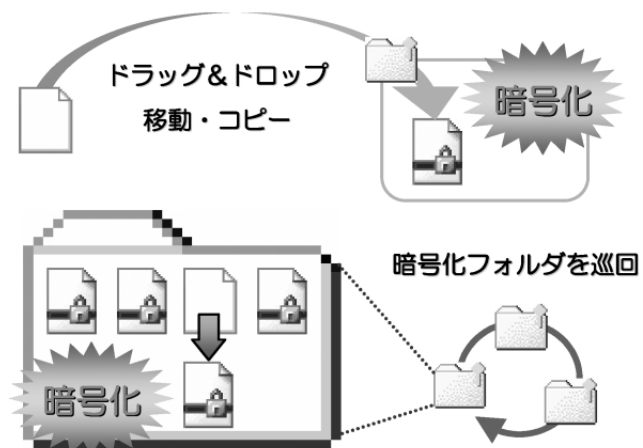 ドラッグ&ドロップ
移動・コピー
暗号化
暗号化フォルダを巡回
暗号化